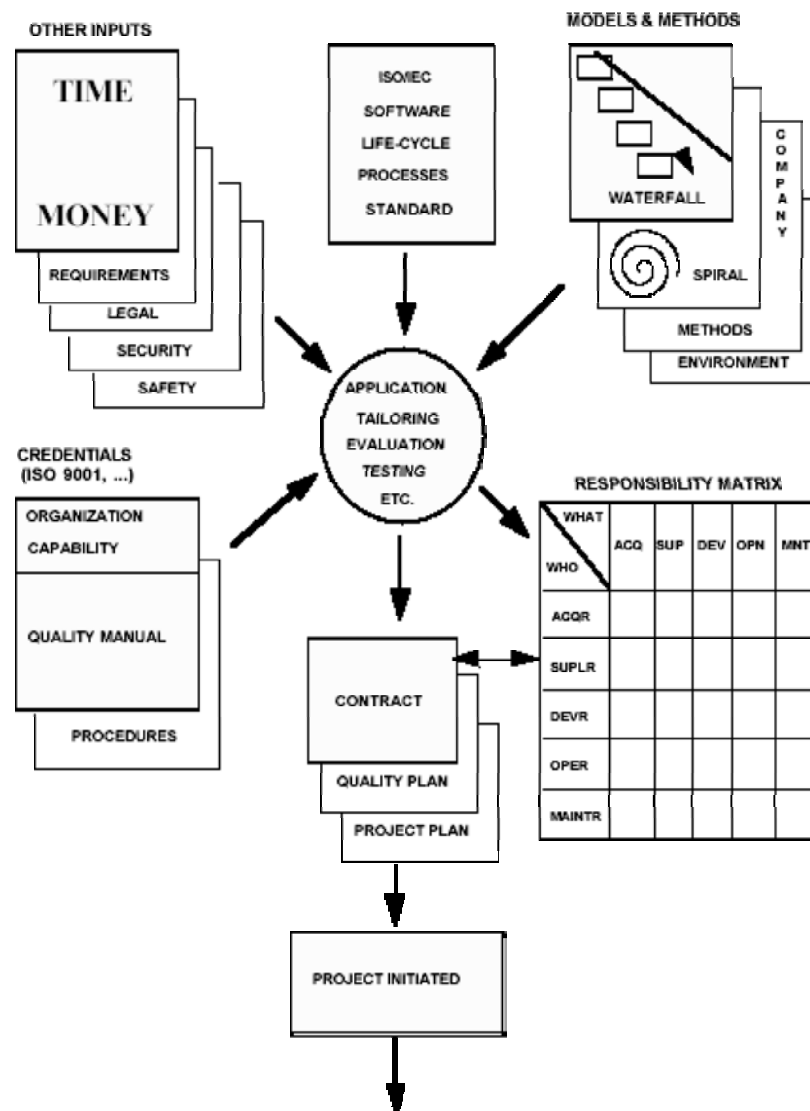 OTHER INPUTS
TIME
MONEY
REQUIREMENTS
LEGAL
SECURITY
SAFETY
ISO/IEC
SOFTWARE
LIFE-CYCLE
PROCESSES
STANDARD
MODELS & METHODS
WATERFALL
SPIRAL
METHODS
ENVIRONMENT
COMPANY
APPLICATION
TAILORING
EVALUATION
TESTING
ETC.
CREDENTIALS
(ISO 9001, ...)
ORGANIZATION
CAPABILITY
QUALITY MANUAL
PROCEDURES
RESPONSIBILITY MATRIX
WHAT
WHO
ACQ SUP DEV OPN MNT
ACQR
SUPLR
DEVR
OPER
MAINTR
CONTRACT
QUALITY PLAN
PROJECT PLAN
PROJECT INITIATED